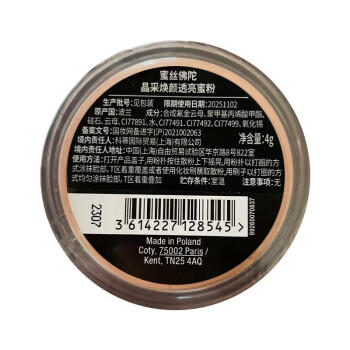 蜜丝佛陀
晶采焕颜透亮蜜粉
生产批号:见包装 限期使用日期:20251102
原产国:波兰 成分:合成氟金云母、聚甲基丙烯酸甲酯、
硅石、云母、CI77891、水、CI77491、CI77499、CI77492、氧化锡
备案文号:国妆网备进字(沪)2021002063
境内责任人:科蒂国际贸易(上海)有限公司
境内责任人地址:中国(上海)自由贸易试验区华京路8号822室
使用方法:打开产品盖子,用粉扑按住散粉上下摇晃,用粉扑以打圈的方
式涂抹脸部,T区着重覆盖或者使用化妆刷蘸取散粉,用刷子以打圈的方
式均匀涂抹脸部,T区着重叠加 贮存条件:室温 注意事项:无
净含量:4g
2307
3 614227 128545 >
99260070837
Made in Poland
Coty, 75002 Paris /
Kent, TN25 4AQ